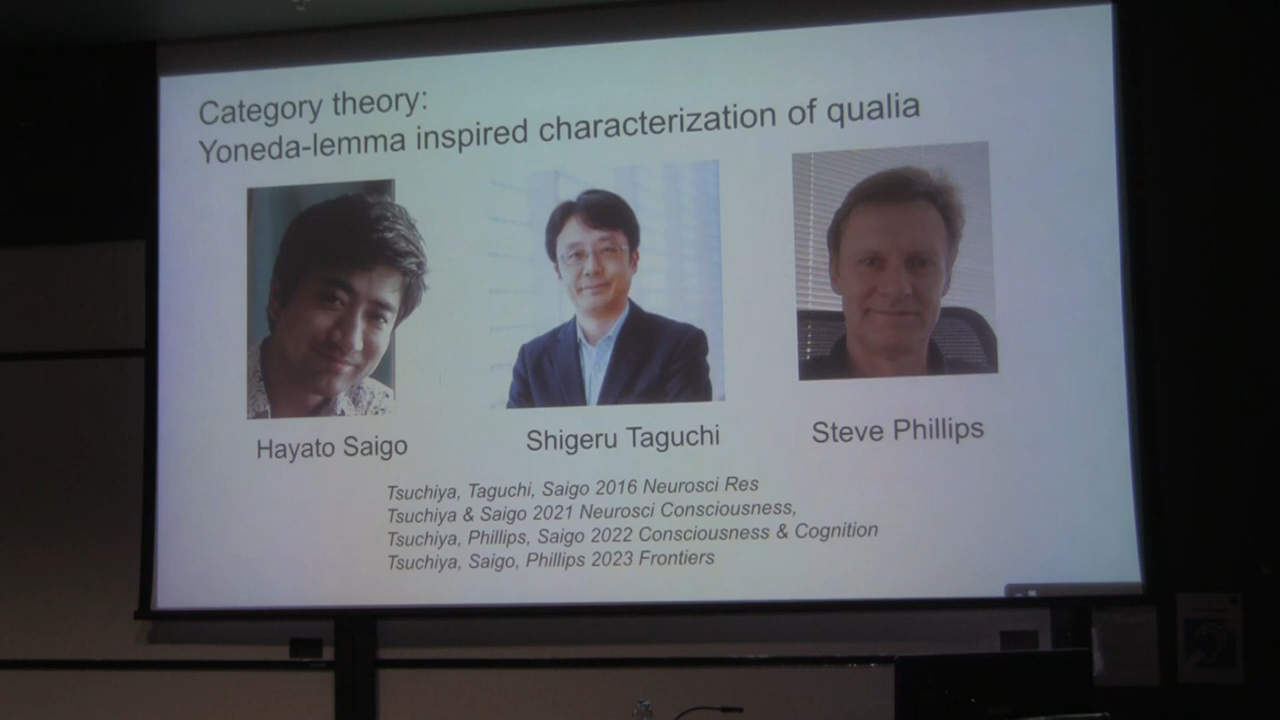 Category theory:
Yoneda-lemma inspired characterization of qualia
Hayato Saigo
Shigeru Taguchi
Steve Phillips
Tsuchiya, Taguchi, Saigo 2016 Neurosci Res
Tsuchiya & Saigo 2021 Neurosci Consciousness,
Tsuchiya, Phillips, Saigo 2022 Consciousness & Cognition
Tsuchiya, Saigo, Phillips 2023 Frontiers